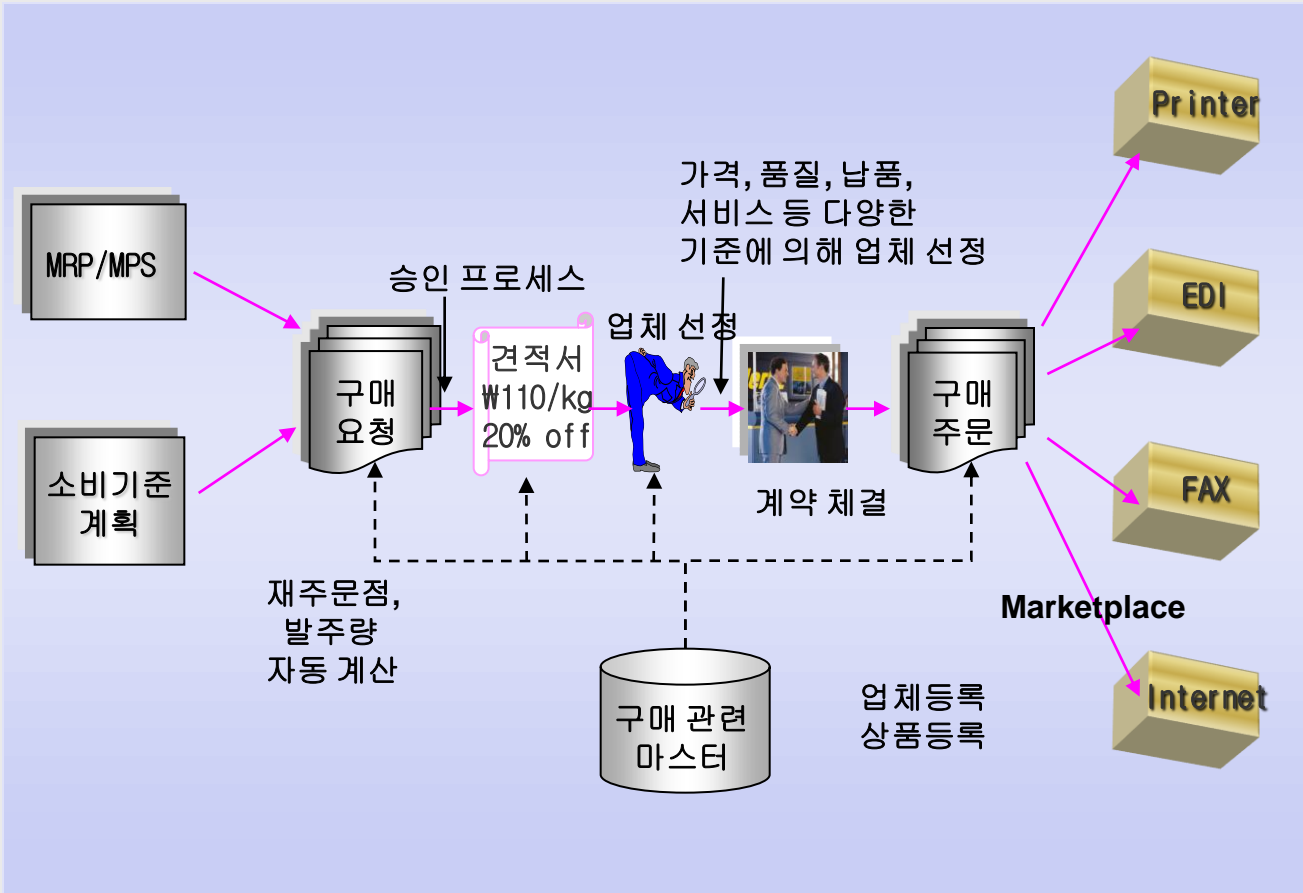 Printer
가격, 품질, 납품,
서비스 등 다양한
기준에 의해 업체 선정
MRP/MPS
승인 프로세스
EDI
업체 선정
견적서
₩110/kg
20% off
구매
요청
구매
주문
소비기준
계획
계약 체결
FAX
재주문점,
발주량
자동 계산
Marketplace
구매 관련
마스터
업체등록
상품등록
Internet